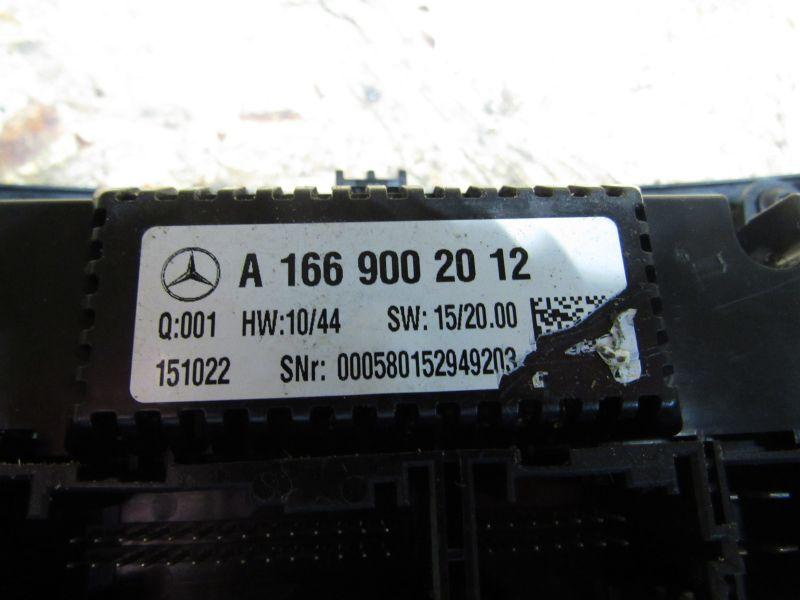 A 166 900 20 12
Q:001 HW:10/44 SW: 15/20.00
151022 SNr: 000580152949203